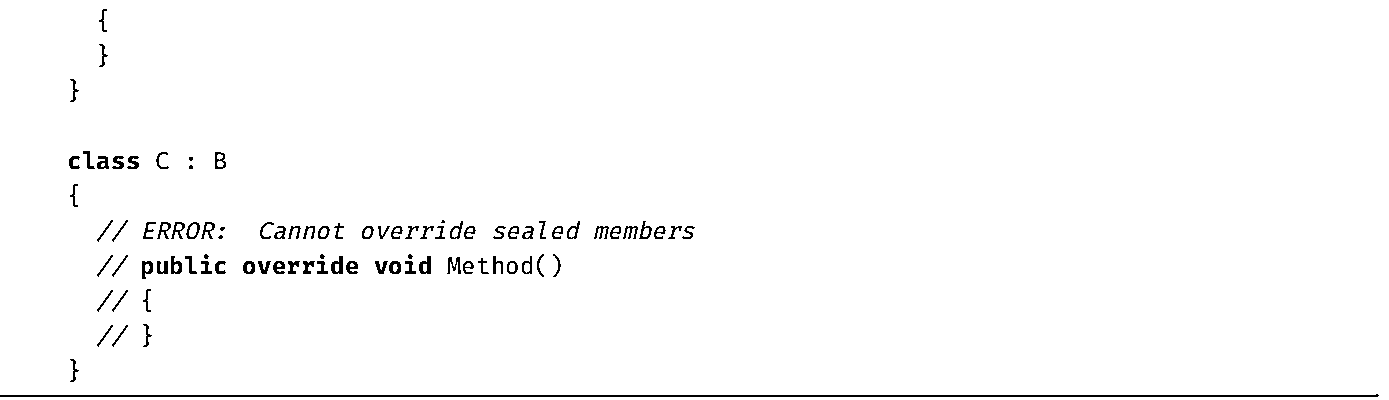 {
}
}
class C : B
{
// ERROR:  Cannot override sealed members
// public override void Method()
// {
// }
}